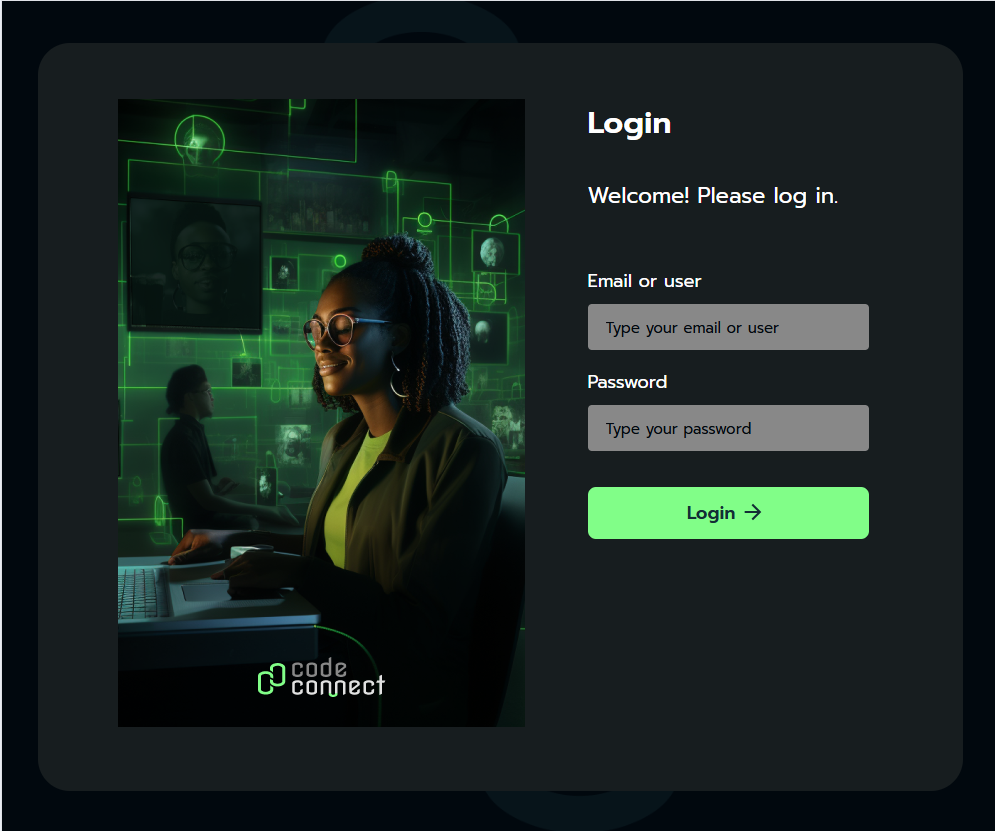 Login
Welcome! Please log in.
Email or user
Type your email or user
Password
Type your password
Login →
code
connect